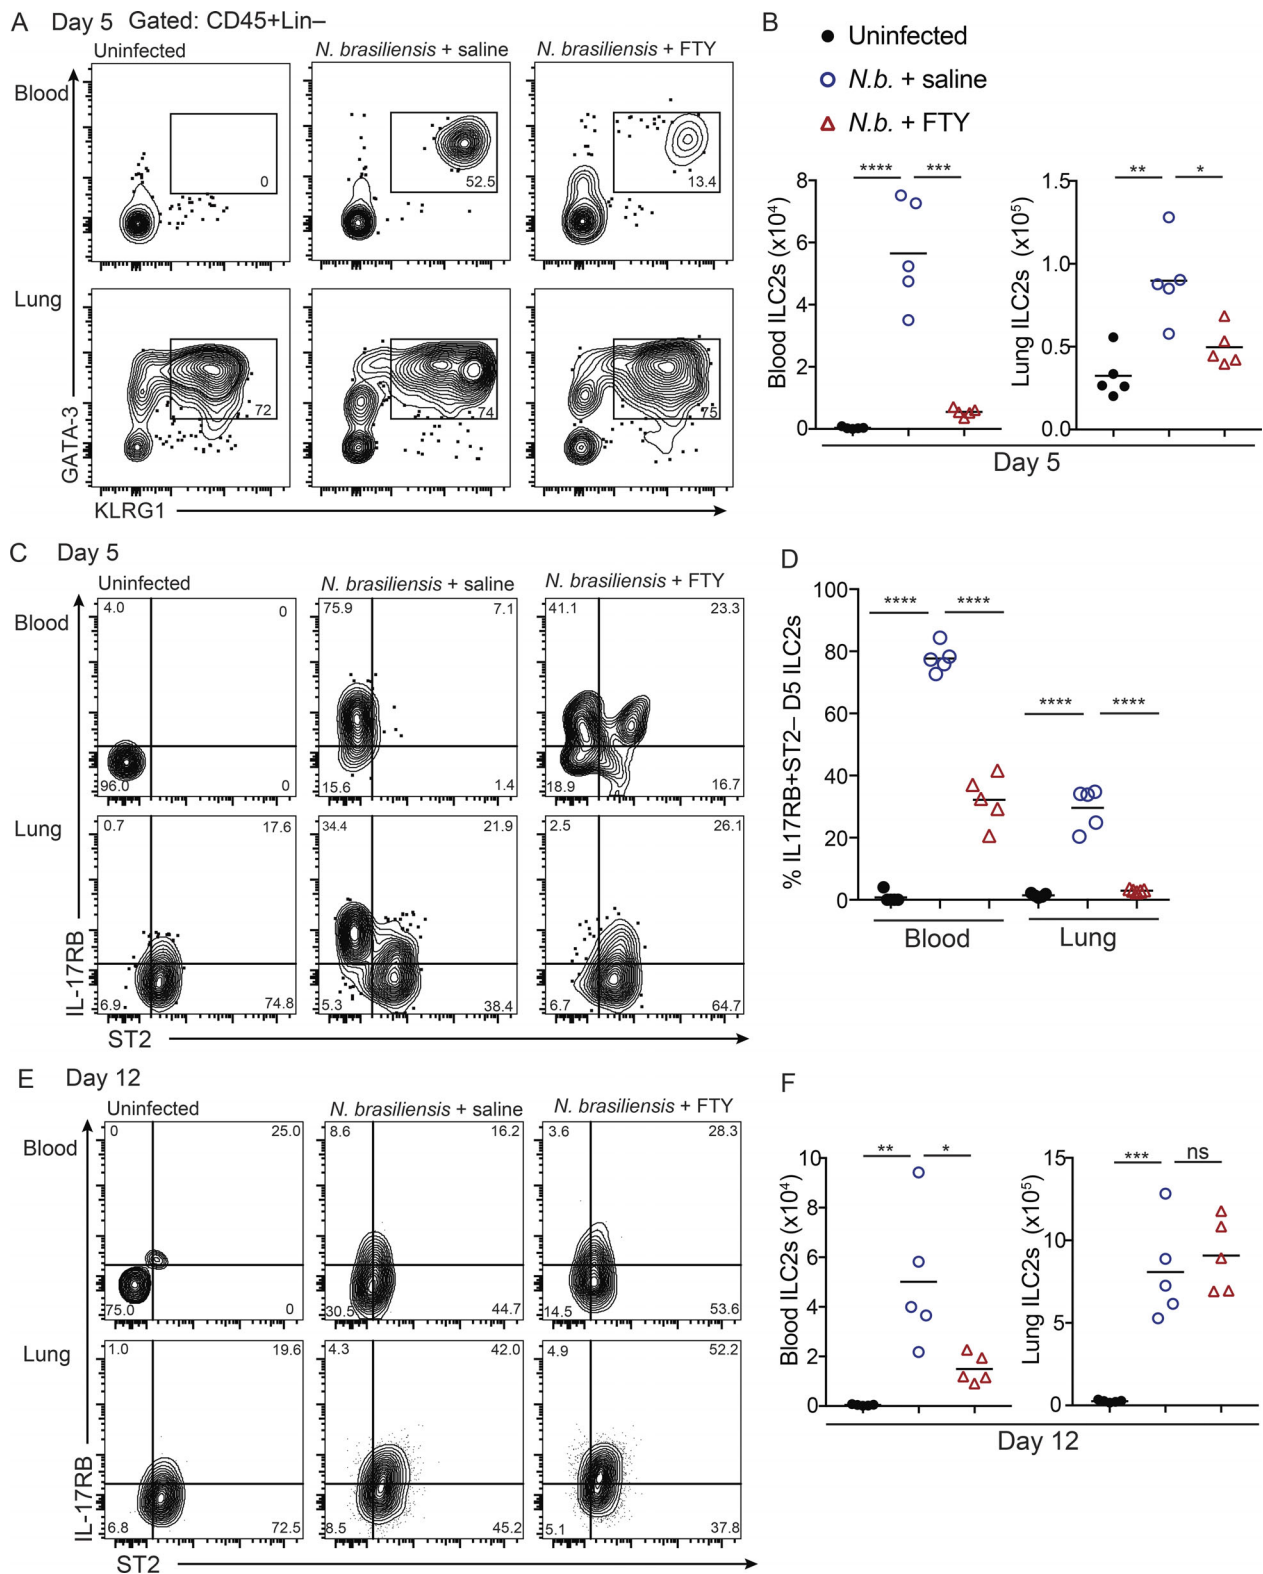 A Day 5 Gated: CD45+Lin–
Uninfected
N. brasiliensis + saline
N. brasiliensis + FTY
Blood
0
52.5
13.4
Lung
72
74
75
GATA-3
KLRG1
B
Uninfected
N.b. + saline
N.b. + FTY
**** ***
Blood ILC2s (x10⁴)
8
6
4
2
0
** *
Lung ILC2s (x10⁵)
1.5
1.0
0.5
0.0
Day 5
C Day 5
Uninfected
N. brasiliensis + saline
N. brasiliensis + FTY
Blood
4.0 0
96.0 0
75.9 7.1
15.6 1.4
41.1 23.3
18.9 16.7
Lung
0.7 17.6
6.9 74.8
34.4 21.9
5.3 38.4
2.5 26.1
6.7 64.7
IL-17RB
ST2
D
% IL17RB+ST2– D5 ILC2s
100
80
60
40
20
0
**** ****
**** ****
Blood Lung
E Day 12
Uninfected
N. brasiliensis + saline
N. brasiliensis + FTY
Blood
0 25.0
75.0 0
8.6 16.2
30.5 44.7
3.6 28.3
14.5 53.6
Lung
1.0 19.6
6.8 72.5
4.3 42.0
8.5 45.2
4.9 52.2
5.1 37.8
IL-17RB
ST2
F
** *
Blood ILC2s (x10⁴)
10
8
6
4
2
0
*** ns
Lung ILC2s (x10⁵)
15
10
5
0
Day 12